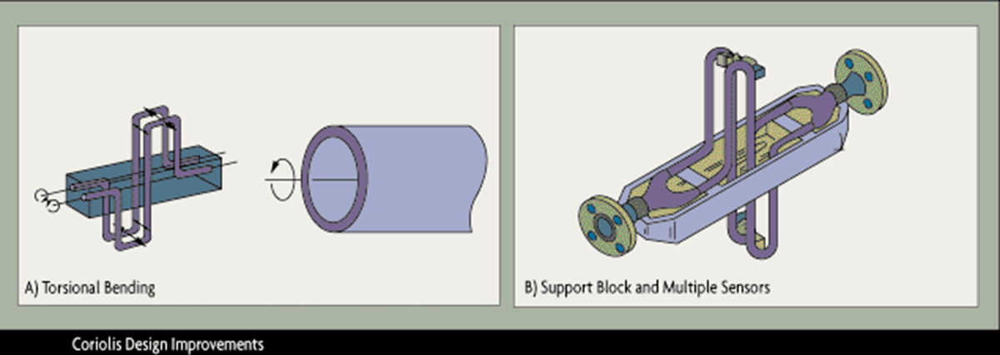 A) Torsional Bending
B) Support Block and Multiple Sensors
Coriolis Design Improvements